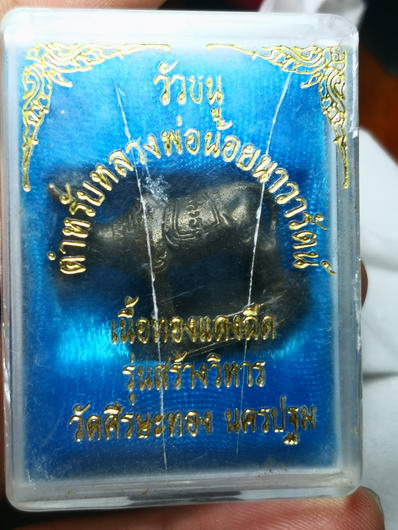 วัวธนู
ตำหรับหลวงพ่อน้อยนาวารัตน์
เนื้อทองแดงฉีด
รุ่นสร้างวิหาร
วัดศีรษะทอง นครปฐม